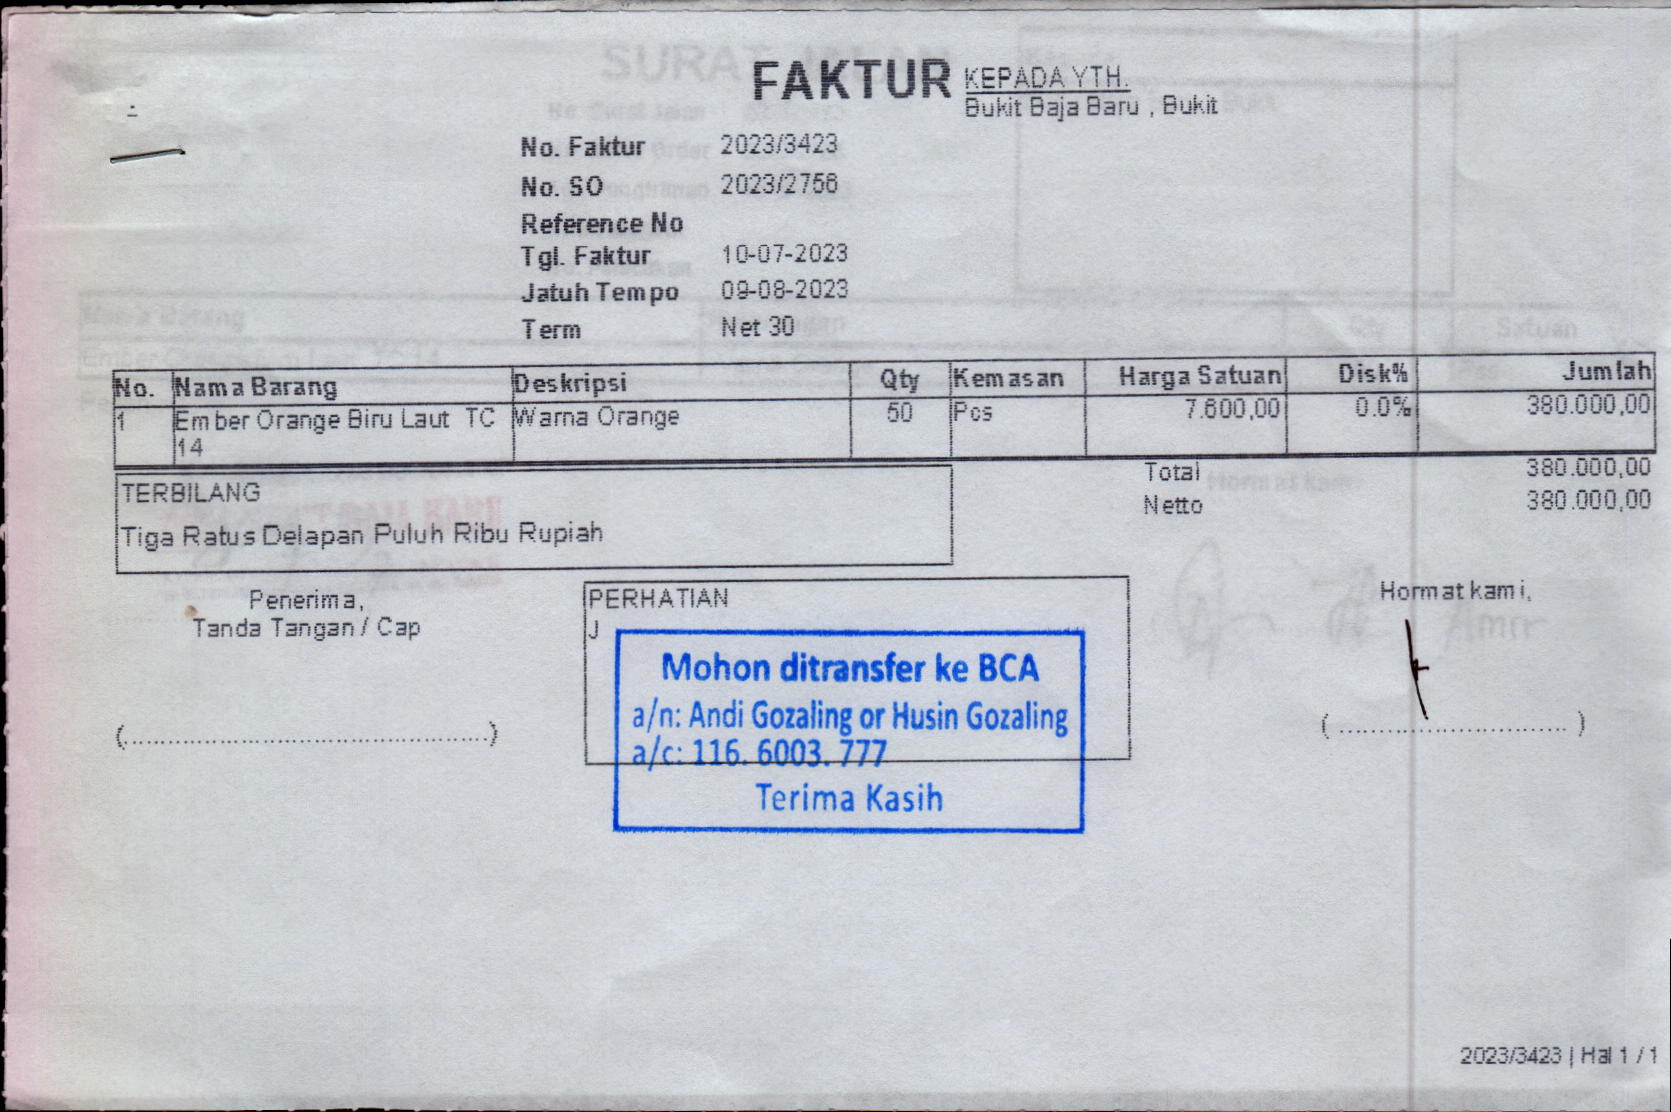 FAKTUR
KEPADA YTH.
Bukit Baja Baru , Bukit
No. Faktur 2023/3423
No. SO 2023/2758
Reference No
Tgl. Faktur 10-07-2023
Jatuh Tempo 09-08-2023
Term Net 30
No. Nama Barang Deskripsi Qty Kemasan Harga Satuan Disk% Jumlah
1 Ember Orange Biru Laut TC Warna Orange 50 Pcs 7.600,00 0.0% 380.000,00
14
Total 380.000,00
Netto 380.000,00
TERBILANG
Tiga Ratus Delapan Puluh Ribu Rupiah
Penerima,
Tanda Tangan / Cap
(................................................)
PERHATIAN
J
Mohon ditransfer ke BCA
a/n: Andi Gozaling or Husin Gozaling
a/c: 116. 6003. 777
Terima Kasih
Hormat kami,
( .............................. )
2023/3423 | Hal 1 / 1